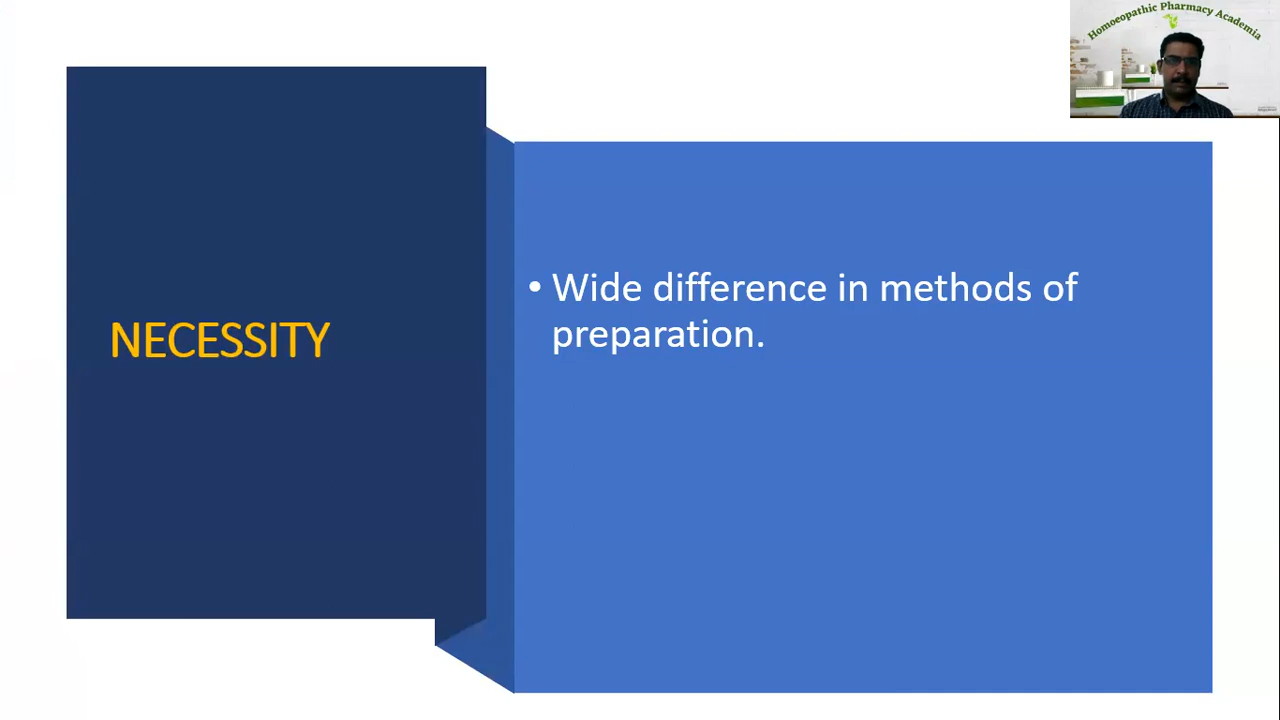 Homoeopathic Pharmacy Academia
NECESSITY
• Wide difference in methods of
preparation.